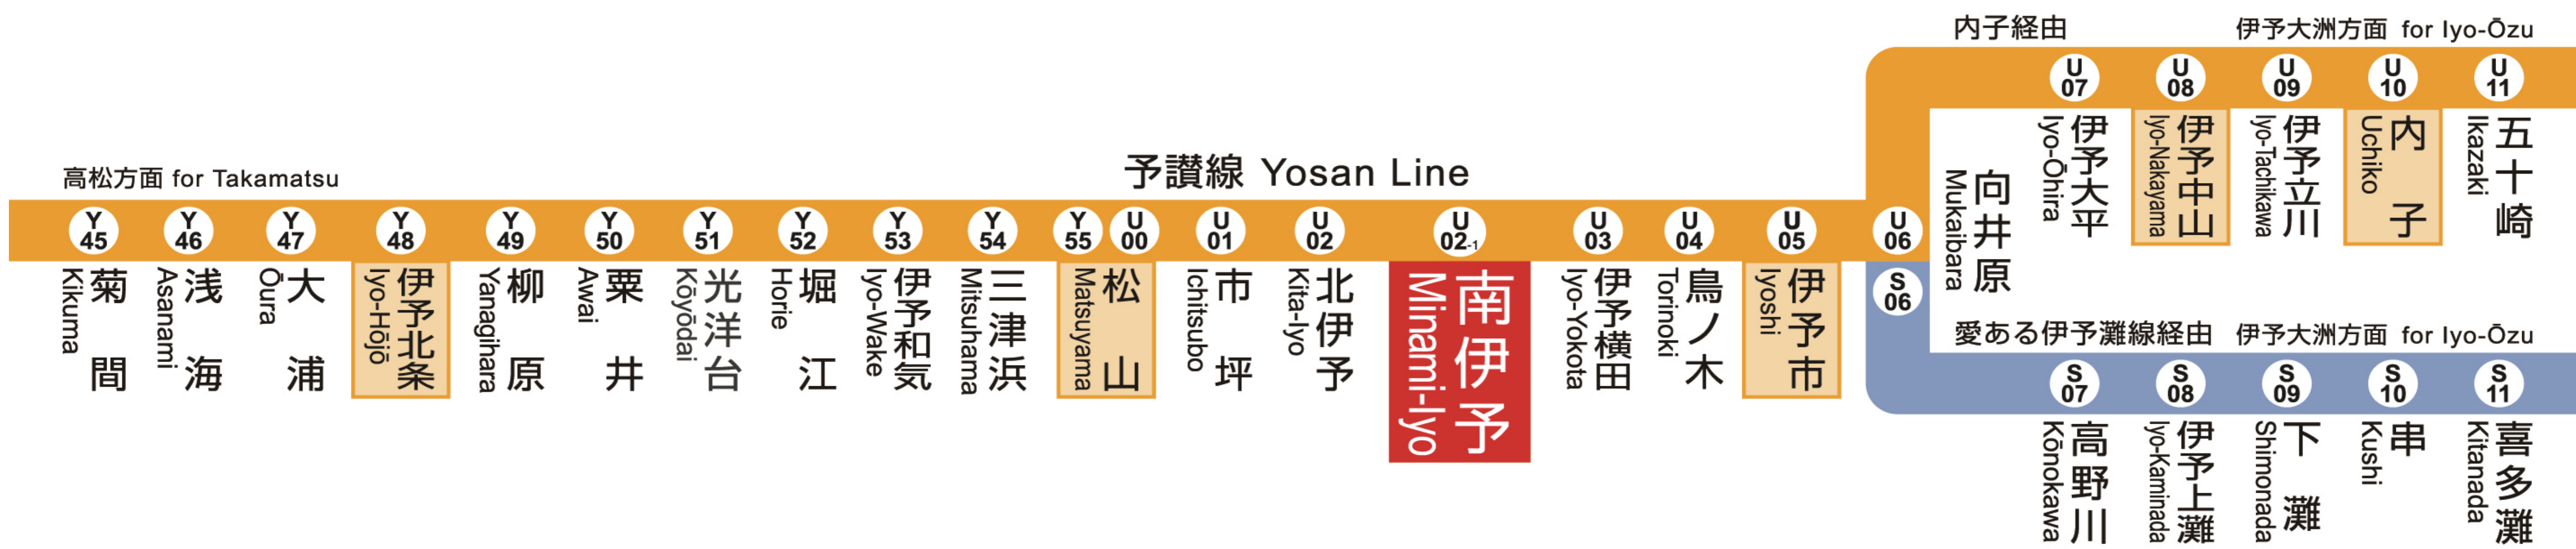 高松方面 for Takamatsu
予讃線 Yosan Line
Y 45
菊間
Kikuma
Y 46
浅海
Asanami
Y 47
大浦
Ōura
Y 48
伊予北条
Iyo-Hōjō
Y 49
柳原
Yanagihara
Y 50
粟井
Awai
Y 51
光洋台
Kōyōdai
Y 52
堀江
Horie
Y 53
伊予和気
Iyo-Wake
Y 54
三津浜
Mitsuhama
Y 55
U 00
松山
Matsuyama
U 01
市坪
Ichitsubo
U 02
北伊予
Kita-Iyo
U 02-1
南伊予
Minami-Iyo
U 03
伊予横田
Iyo-Yokota
U 04
鳥ノ木
Torinoki
U 05
伊予市
Iyoshi
U 06
S 06
向井原
Mukaibara
内子経由
伊予大洲方面 for Iyo-Ōzu
U 07
伊予大平
Iyo-Ōhira
U 08
伊予中山
Iyo-Nakayama
U 09
伊予立川
Iyo-Tachikawa
U 10
内子
Uchiko
U 11
五十崎
Ikazaki
愛ある伊予灘線経由
伊予大洲方面 for Iyo-Ōzu
S 07
高野川
Kōnokawa
S 08
伊予上灘
Iyo-Kaminada
S 09
下灘
Shimonada
S 10
串
Kushi
S 11
喜多灘
Kitanada